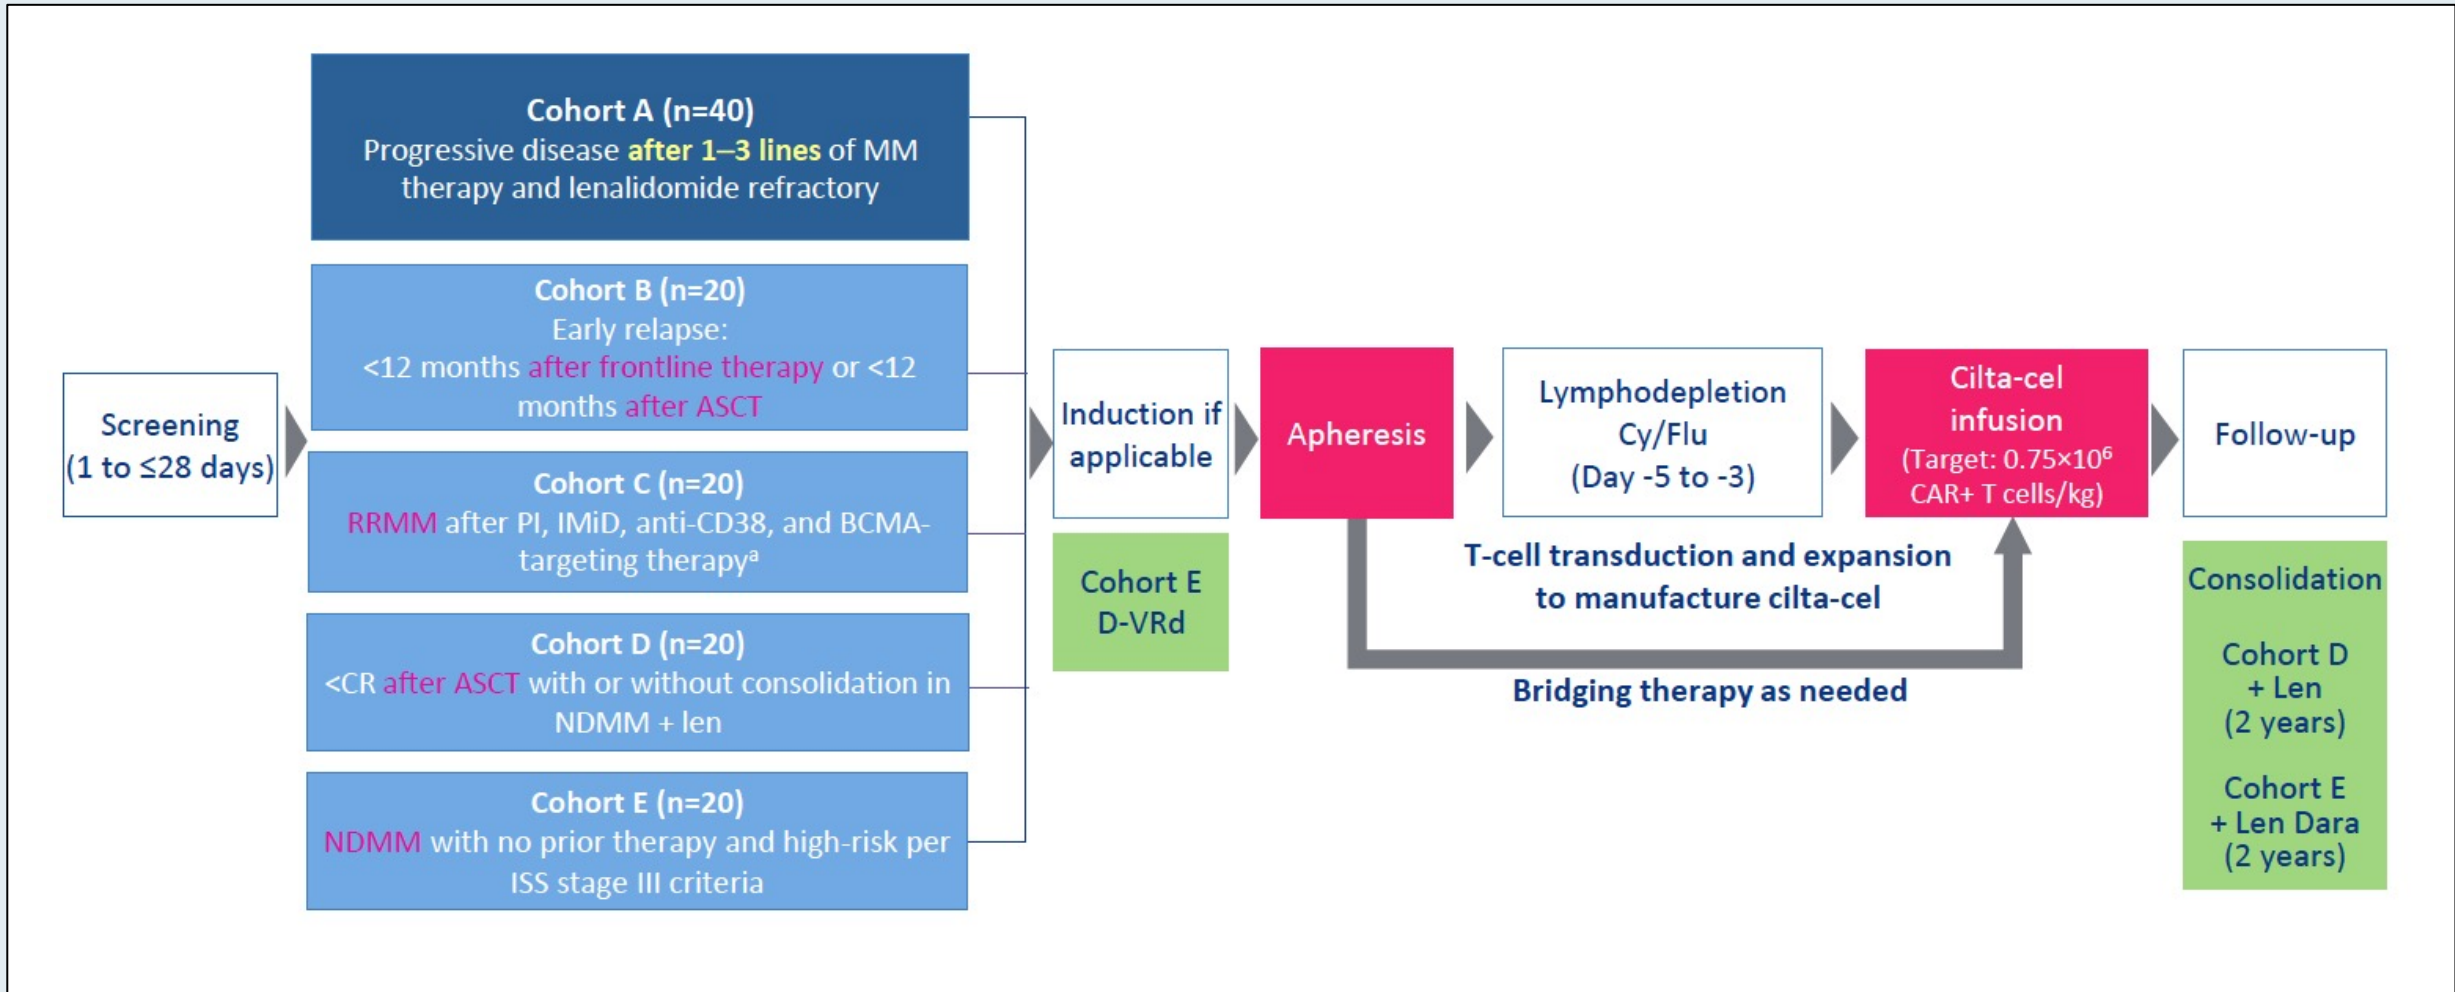 Screening
(1 to ≤28 days)
Cohort A (n=40)
Progressive disease after 1–3 lines of MM
therapy and lenalidomide refractory
Cohort B (n=20)
Early relapse:
<12 months after frontline therapy or <12
months after ASCT
Cohort C (n=20)
RRMM after PI, IMiD, anti-CD38, and BCMA-
targeting therapyᵃ
Cohort D (n=20)
<CR after ASCT with or without consolidation in
NDMM + len
Cohort E (n=20)
NDMM with no prior therapy and high-risk per
ISS stage III criteria
Induction if
applicable
Cohort E
D-VRd
Apheresis
Lymphodepletion
Cy/Flu
(Day -5 to -3)
T-cell transduction and expansion
to manufacture cilta-cel
Bridging therapy as needed
Cilta-cel
infusion
(Target: 0.75×10⁶
CAR+ T cells/kg)
Follow-up
Consolidation
Cohort D
+ Len
(2 years)
Cohort E
+ Len Dara
(2 years)